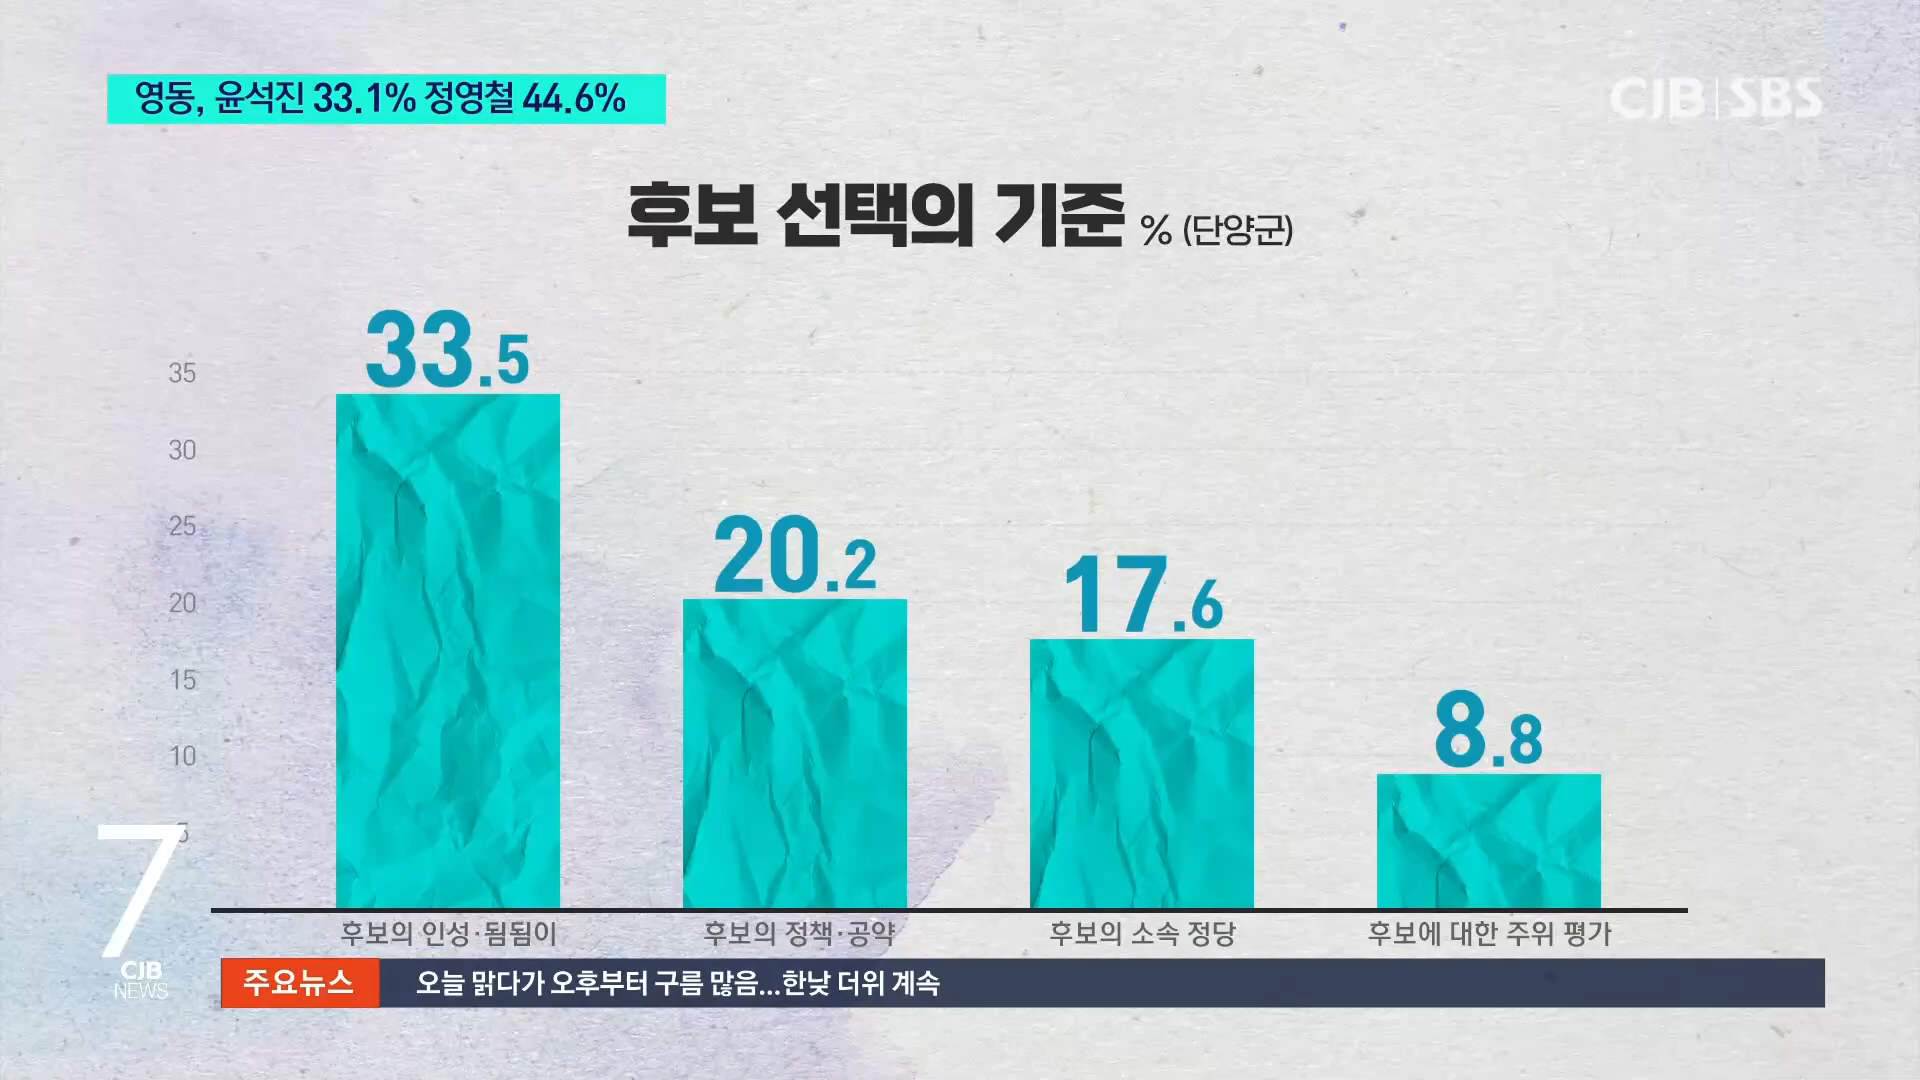 영동, 윤석진 33.1% 정영철 44.6%
CJB | SBS
후보 선택의 기준 % (단양군)
35
30
25
20
15
10
5
33.5
20.2
17.6
8.8
후보의 인성·됨됨이
후보의 정책·공약
후보의 소속 정당
후보에 대한 주위 평가
7
CJB
NEWS
주요뉴스
오늘 맑다가 오후부터 구름 많음...한낮 더위 계속